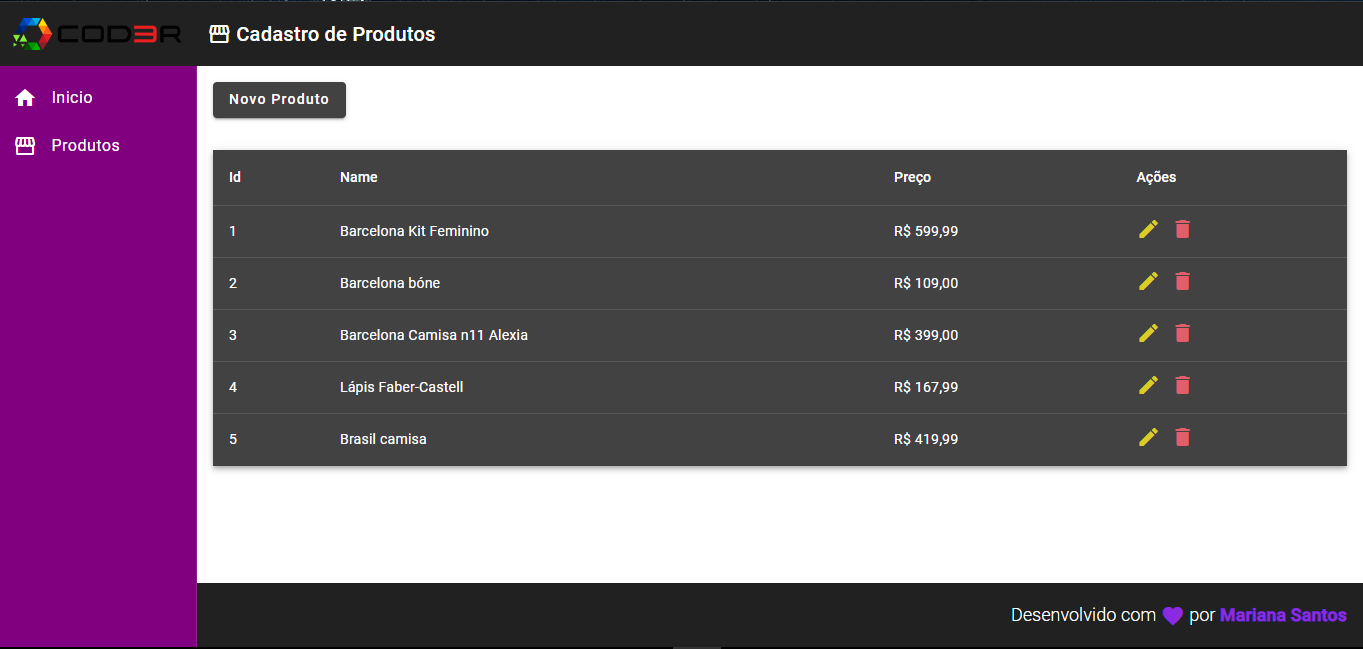 COD3R
Cadastro de Produtos
Inicio
Produtos
Novo Produto
Id Name Preço Ações
1 Barcelona Kit Feminino R$ 599,99
2 Barcelona bóne R$ 109,00
3 Barcelona Camisa n11 Alexia R$ 399,00
4 Lápis Faber-Castell R$ 167,99
5 Brasil camisa R$ 419,99
Desenvolvido com por Mariana Santos